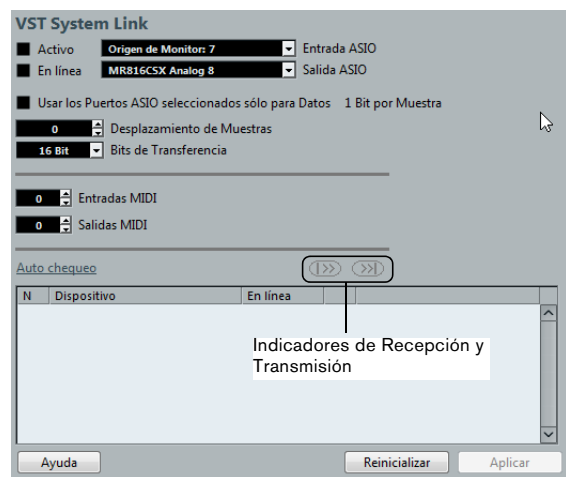 VST System Link
Activo Origen de Monitor: 7 Entrada ASIO
En línea MR816CSX Analog 8 Salida ASIO
Usar los Puertos ASIO seleccionados sólo para Datos 1 Bit por Muestra
0 Desplazamiento de Muestras
16 Bit Bits de Transferencia
0 Entradas MIDI
0 Salidas MIDI
Auto chequeo
N Dispositivo En línea
Indicadores de Recepción y
Transmisión
Ayuda Reinicializar Aplicar